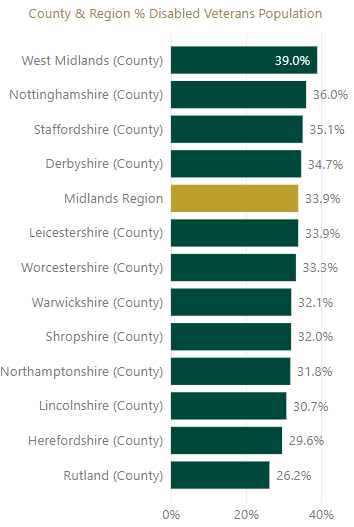 County & Region % Disabled Veterans Population
West Midlands (County) 39.0%
Nottinghamshire (County) 36.0%
Staffordshire (County) 35.1%
Derbyshire (County) 34.7%
Midlands Region 33.9%
Leicestershire (County) 33.9%
Worcestershire (County) 33.3%
Warwickshire (County) 32.1%
Shropshire (County) 32.0%
Northamptonshire (County) 31.8%
Lincolnshire (County) 30.7%
Herefordshire (County) 29.6%
Rutland (County) 26.2%
0% 20% 40%